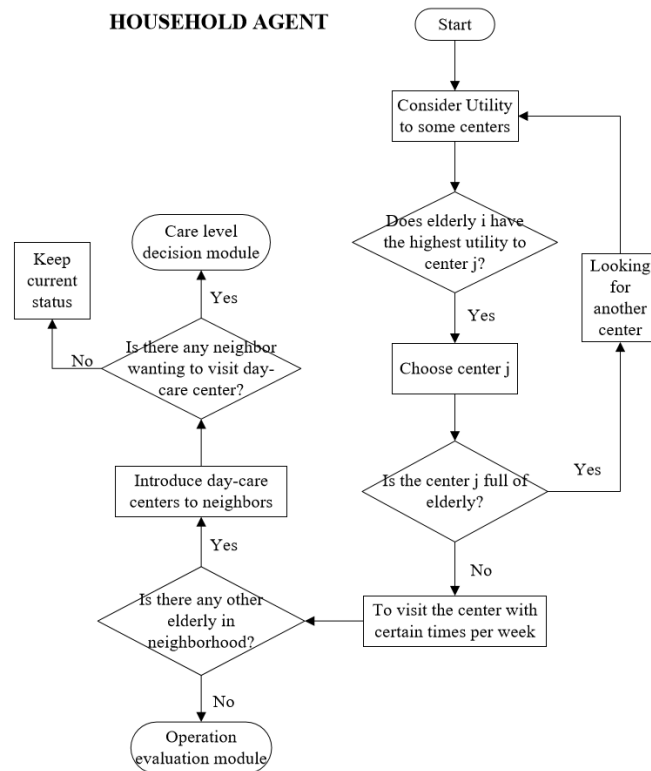 HOUSEHOLD AGENT
Start
Consider Utility
to some centers
Does elderly i have
the highest utility to
center j?
Yes
Choose center j
Is the center j full of
elderly?
Yes
Looking
for
another
center
No
To visit the center with
certain times per week
Is there any other
elderly in
neighborhood?
No
Operation
evaluation module
Yes
Introduce day-care
centers to neighbors
Is there any neighbor
wanting to visit day-
care center?
No
Keep
current
status
Yes
Care level
decision module